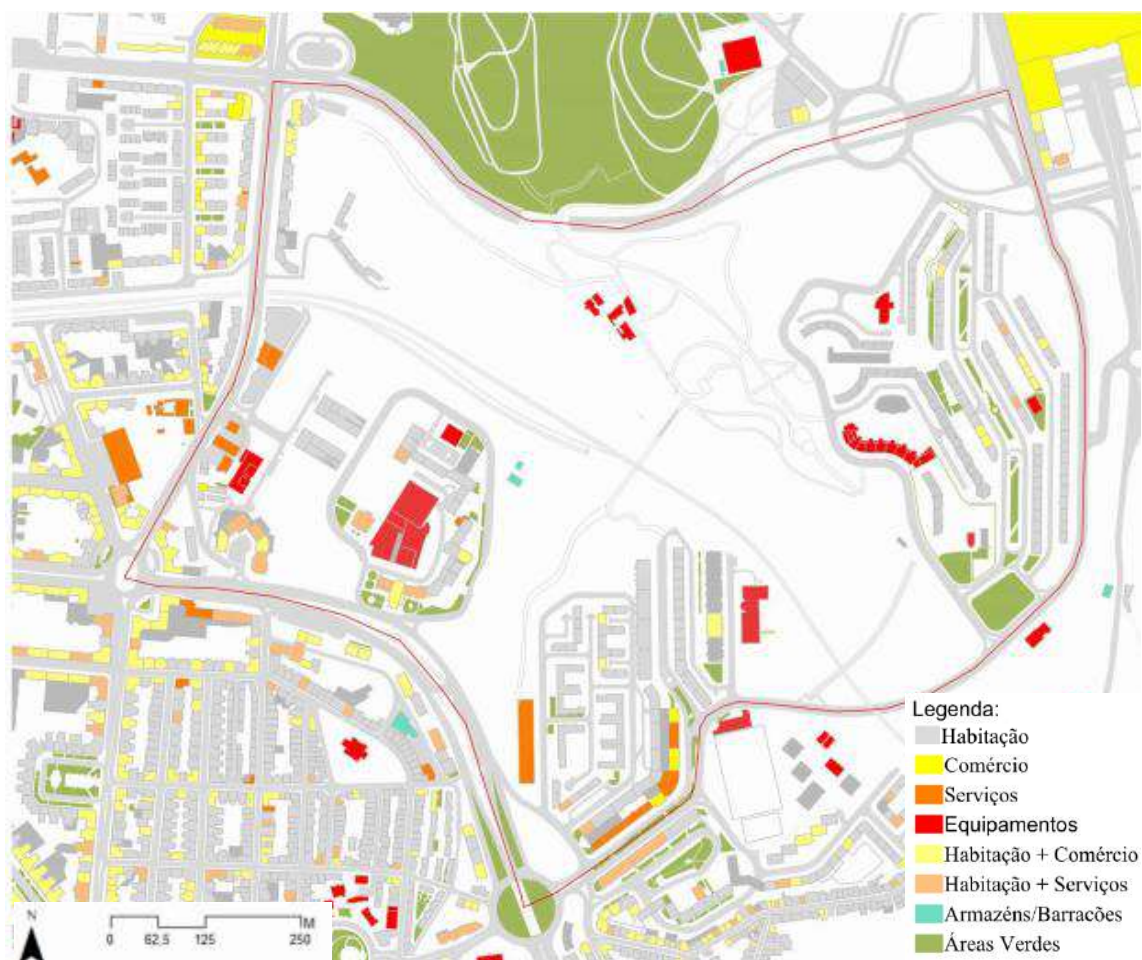 Legenda:
Habitação
Comércio
Serviços
Equipamentos
Habitação + Comércio
Habitação + Serviços
Armazéns/Barracões
Áreas Verdes
N
M
0 62.5 125 250